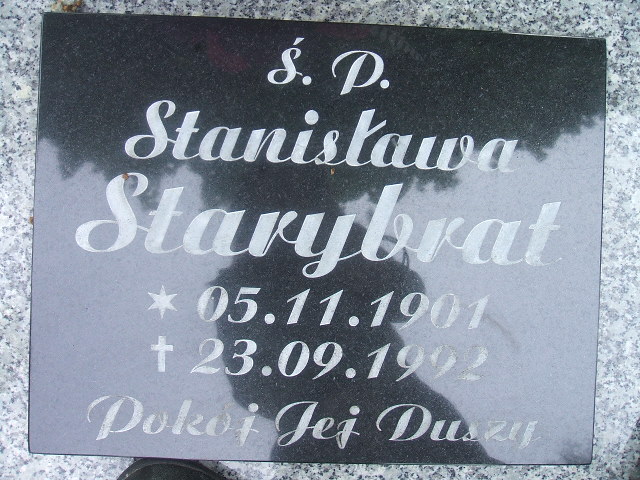 Ś. P.
Stanisława
Starybrat
* 05.11.1901
† 23.09.1992
Pokój Jej Duszy